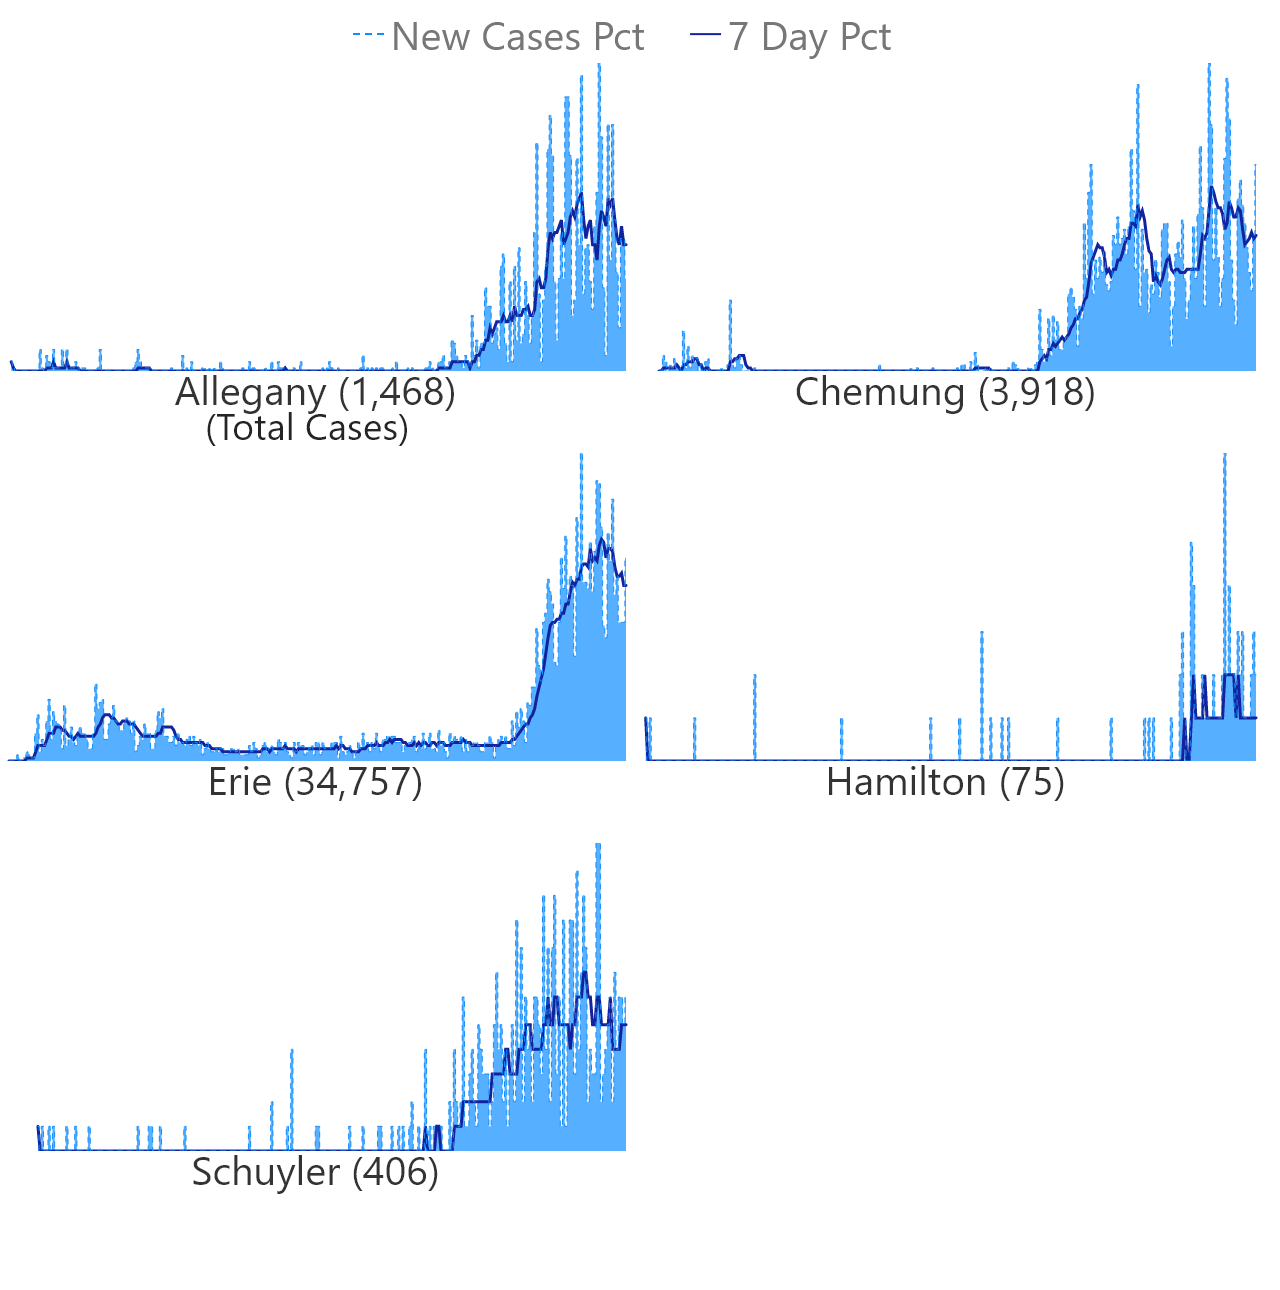 New Cases Pct 7 Day Pct
Allegany (1,468) Chemung (3,918)
(Total Cases)
Erie (34,757) Hamilton (75)
Schuyler (406)